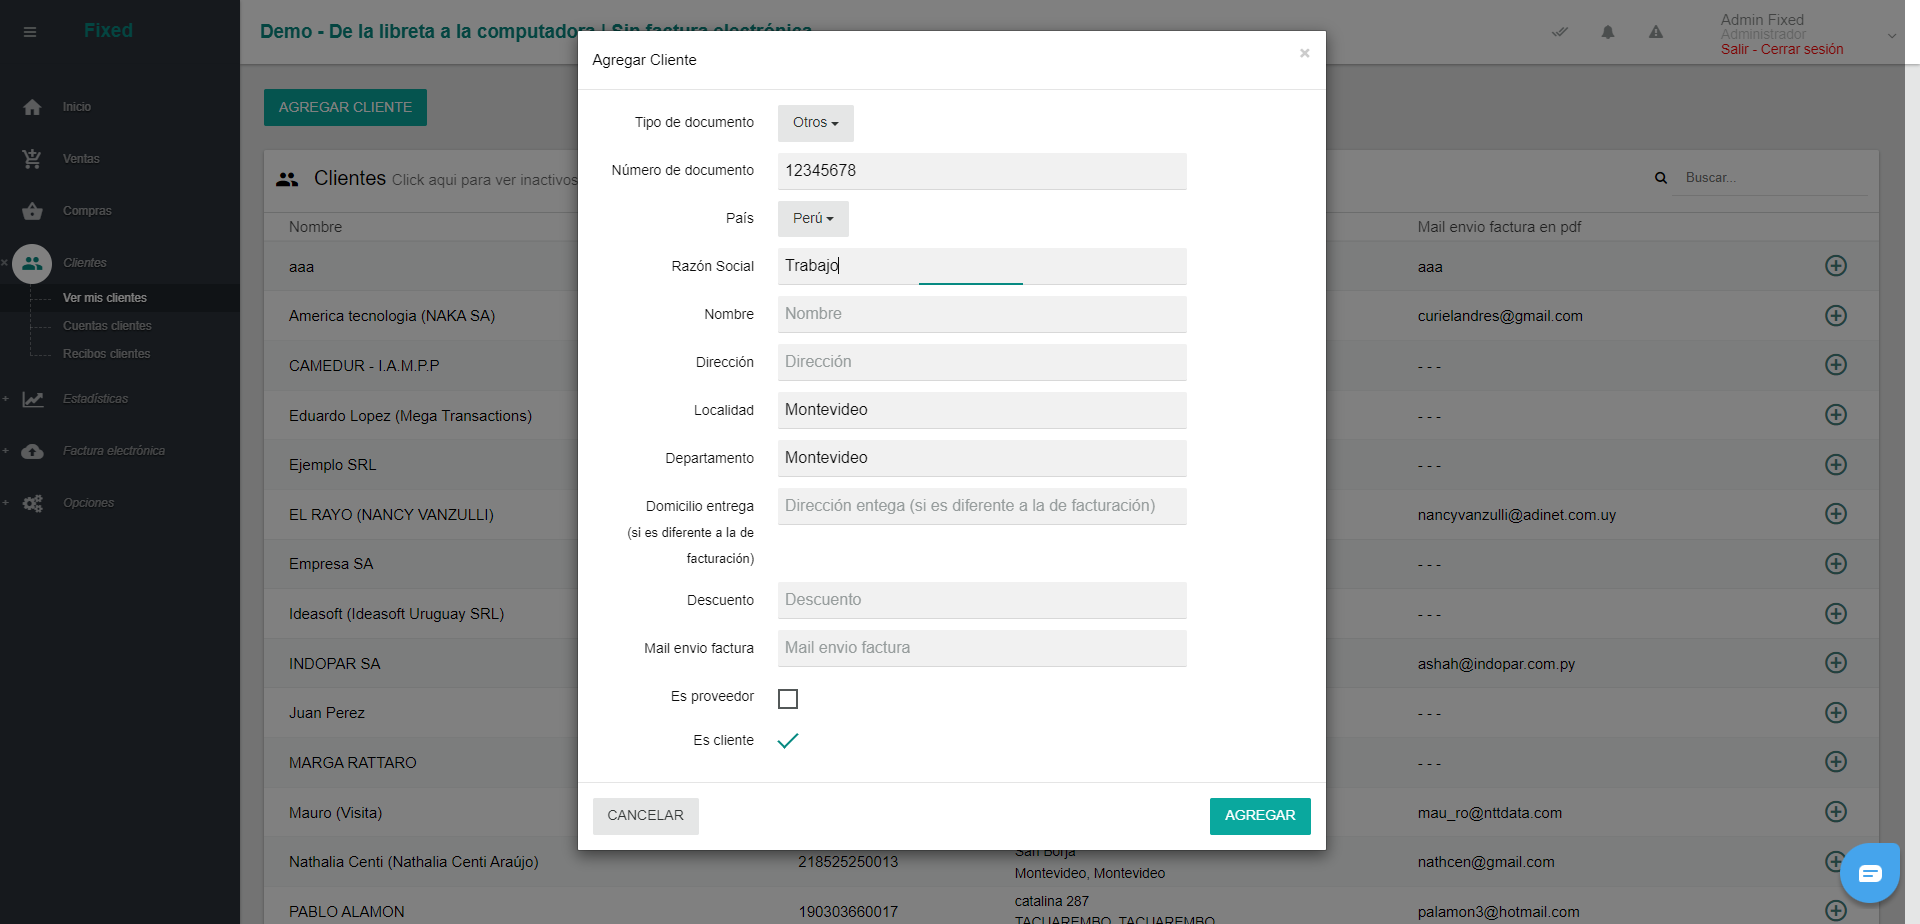 Fixed
Demo - De la libreta a la computadora | Sin factura electrónica
Admin Fixed
Administrador
Salir - Cerrar sesión
Inicio
Ventas
Compras
Clientes
Ver mis clientes
Cuentas clientes
Recibos clientes
Estadísticas
Factura electrónica
Opciones
AGREGAR CLIENTE
Clientes Click aqui para ver inactivos
Buscar...
Nombre
Mail envio factura en pdf
aaa
aaa
America tecnologia (NAKA SA)
curielandres@gmail.com
CAMEDUR - I.A.M.P.P
- - -
Eduardo Lopez (Mega Transactions)
- - -
Ejemplo SRL
- - -
EL RAYO (NANCY VANZULLI)
nancyvanzulli@adinet.com.uy
Empresa SA
- - -
Ideasoft (Ideasoft Uruguay SRL)
- - -
INDOPAR SA
ashah@indopar.com.py
Juan Perez
- - -
MARGA RATTARO
- - -
Mauro (Visita)
mau_ro@nttdata.com
Nathalia Centi (Nathalia Centi Araújo)
218525250013
San Borja
Montevideo, Montevideo
nathcen@gmail.com
PABLO ALAMON
190303660017
catalina 287
TACUAREMBO, TACUAREMBO
palamon3@hotmail.com
Agregar Cliente
×
Tipo de documento
Otros
Número de documento
12345678
País
Perú
Razón Social
Trabajo
Nombre
Nombre
Dirección
Dirección
Localidad
Montevideo
Departamento
Montevideo
Domicilio entrega
(si es diferente a la de
facturación)
Dirección entega (si es diferente a la de facturación)
Descuento
Descuento
Mail envio factura
Mail envio factura
Es proveedor
Es cliente
CANCELAR
AGREGAR